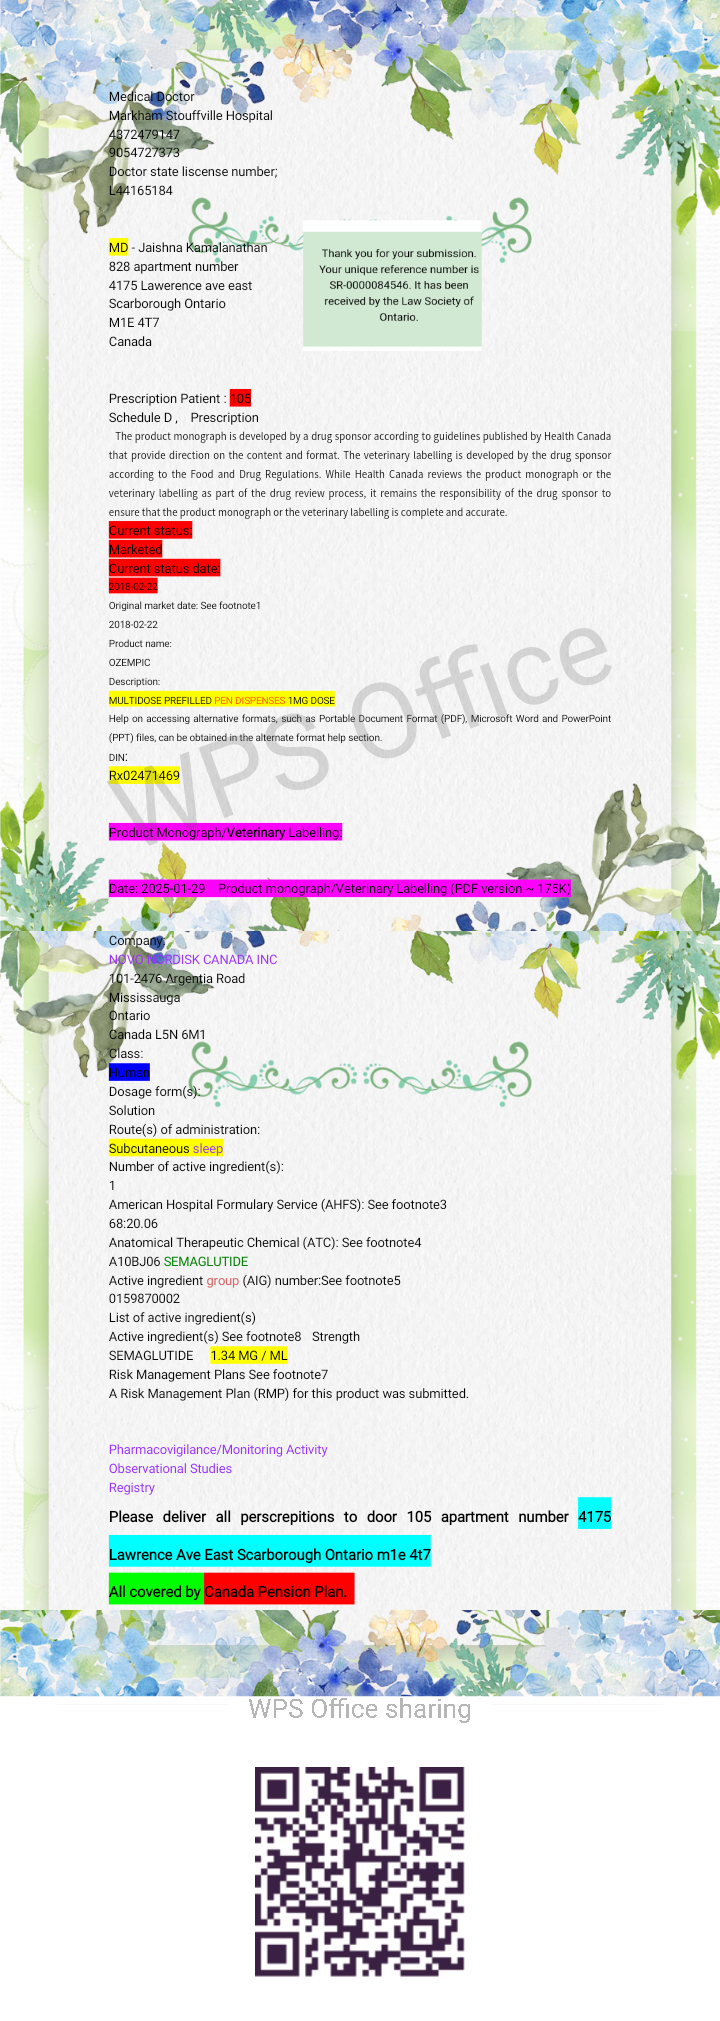 Medical Doctor
Markham Stouffville Hospital
4372479147
9054727373
Doctor state liscense number;
L44165184
MD - Jaishna Kamalanathan
828 apartment number
4175 Lawerence ave east
Scarborough Ontario
M1E 4T7
Canada
Thank you for your submission.
Your unique reference number is
SR-0000084546. It has been
received by the Law Society of
Ontario.
Prescription Patient : 105
Schedule D ,   Prescription
The product monograph is developed by a drug sponsor according to guidelines published by Health Canada
that provide direction on the content and format. The veterinary labelling is developed by the drug sponsor
according to the Food and Drug Regulations. While Health Canada reviews the product monograph or the
veterinary labelling as part of the drug review process, it remains the responsibility of the drug sponsor to
ensure that the product monograph or the veterinary labelling is complete and accurate.
Current status:
Marketed
Current status date:
2018-02-22
Original market date: See footnote1
2018-02-22
Product name:
OZEMPIC
Description:
MULTIDOSE PREFILLED PEN DISPENSES 1MG DOSE
Help on accessing alternative formats, such as Portable Document Format (PDF), Microsoft Word and PowerPoint
(PPT) files, can be obtained in the alternate format help section.
DIN:
Rx02471469
WPS Office
Product Monograph/Veterinary Labelling:
Date: 2025-01-29   Product monograph/Veterinary Labelling (PDF version ~ 175K)
Company:
NOVO NORDISK CANADA INC
101-2476 Argentia Road
Mississauga
Ontario
Canada L5N 6M1
Class:
Human
Dosage form(s):
Solution
Route(s) of administration:
Subcutaneous sleep
Number of active ingredient(s):
1
American Hospital Formulary Service (AHFS): See footnote3
68:20.06
Anatomical Therapeutic Chemical (ATC): See footnote4
A10BJ06 SEMAGLUTIDE
Active ingredient group (AIG) number:See footnote5
0159870002
List of active ingredient(s)
Active ingredient(s) See footnote8   Strength
SEMAGLUTIDE   1.34 MG / ML
Risk Management Plans See footnote7
A Risk Management Plan (RMP) for this product was submitted.
Pharmacovigilance/Monitoring Activity
Observational Studies
Registry
Please deliver all perscrepitions to door 105 apartment number 4175
Lawrence Ave East Scarborough Ontario m1e 4t7
All covered by Canada Pension Plan.
WPS Office sharing